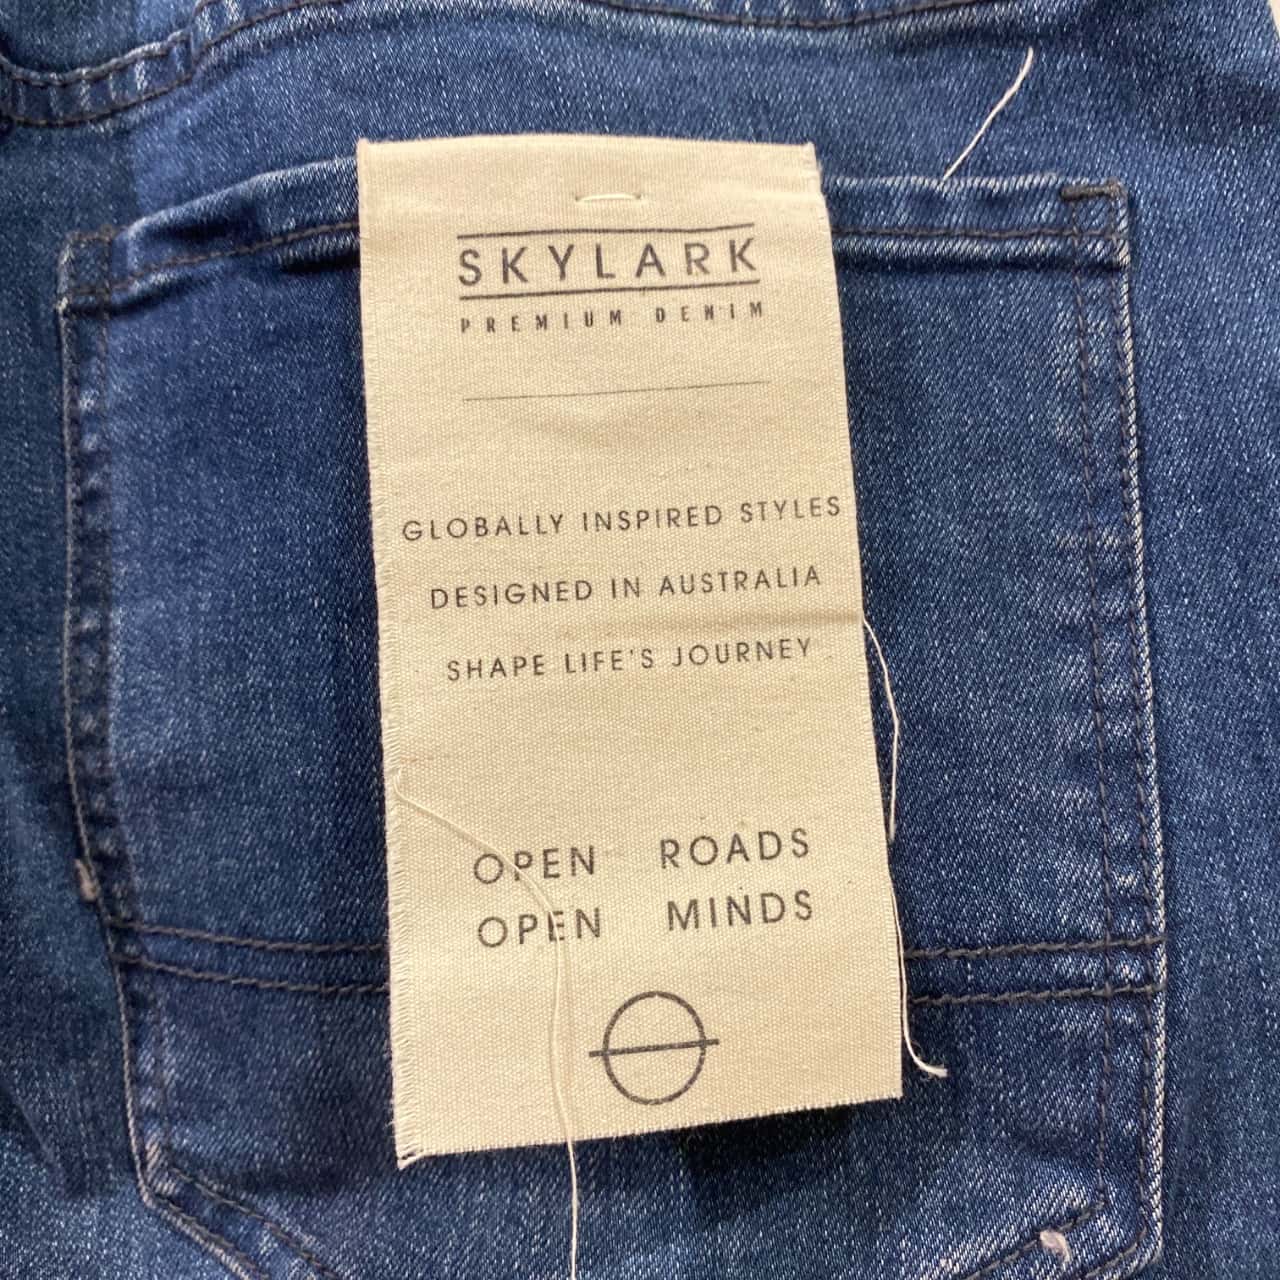 SKYLARK
PREMIUM DENIM
GLOBALLY INSPIRED STYLES
DESIGNED IN AUSTRALIA
SHAPE LIFE'S JOURNEY
OPEN ROADS
OPEN MINDS